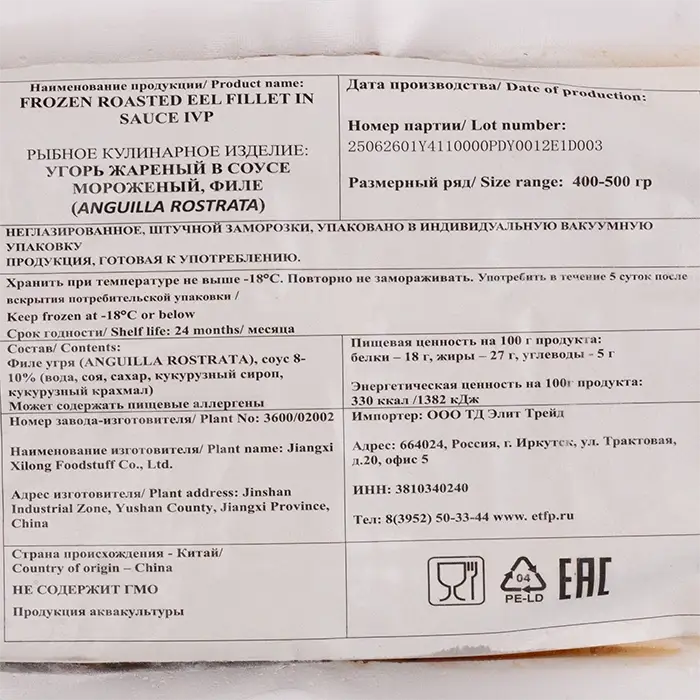 Наименование продукции/ Product name:
FROZEN ROASTED EEL FILLET IN
SAUCE IVP
РЫБНОЕ КУЛИНАРНОЕ ИЗДЕЛИЕ:
УГОРЬ ЖАРЕНЫЙ В СОУСЕ
МОРОЖЕНЫЙ, ФИЛЕ
(ANGUILLA ROSTRATA)
Дата производства/ Date of production:
Номер партии/ Lot number:
25062601Y4110000PDY0012E1D003
Размерный ряд/ Size range: 400-500 гр
НЕГЛАЗИРОВАННОЕ, ШТУЧНОЙ ЗАМОРОЗКИ, УПАКОВАНО В ИНДИВИДУАЛЬНУЮ ВАКУУМНУЮ
УПАКОВКУ
ПРОДУКЦИЯ, ГОТОВАЯ К УПОТРЕБЛЕНИЮ.
Хранить при температуре не выше -18°C. Повторно не замораживать. Употребить в течение 5 суток после
вскрытия потребительской упаковки /
Keep frozen at -18°C or below
Срок годности/ Shelf life: 24 months/ месяца
Состав/ Contents:
Филе угря (ANGUILLA ROSTRATA), соус 8-
10% (вода, соя, сахар, кукурузный сироп,
кукурузный крахмал)
Может содержать пищевые аллергены
Пищевая ценность на 100 г продукта:
белки – 18 г, жиры – 27 г, углеводы - 5 г
Энергетическая ценность на 100г продукта:
330 ккал /1382 кДж
Номер завода-изготовителя/ Plant No: 3600/02002
Наименование изготовителя/ Plant name: Jiangxi
Xilong Foodstuff Co., Ltd.
Адрес изготовителя/ Plant address: Jinshan
Industrial Zone, Yushan County, Jiangxi Province,
China
Импортер: ООО ТД Элит Трейд
Адрес: 664024, Россия, г. Иркутск, ул. Трактовая,
д.20, офис 5
ИНН: 3810340240
Тел: 8(3952) 50-33-44 www. etfp.ru
Страна происхождения - Китай/
Country of origin – China
НЕ СОДЕРЖИТ ГМО
Продукция аквакультуры
04
PE-LD
EAC